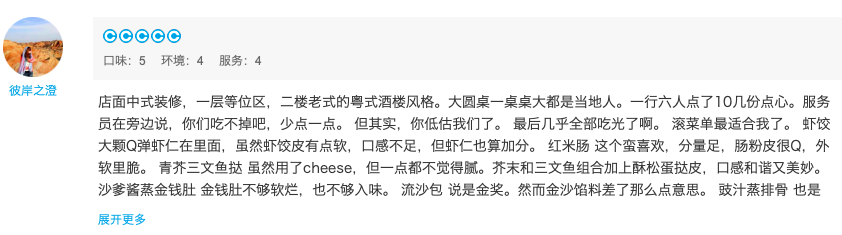 口味：5 环境：4 服务：4
彼岸之澄
店面中式装修，一层等位区，二楼老式的粤式酒楼风格。大圆桌一桌桌大都是当地人。一行六人点了10几份点心。服务
员在旁边说，你们吃不掉吧，少点一点。 但其实，你低估我们了。 最后几乎全部吃光了啊。 滚菜单最适合我了。 虾饺
大颗Q弹虾仁在里面，虽然虾饺皮有点软，口感不足，但虾仁也算加分。 红米肠 这个蛮喜欢，分量足，肠粉皮很Q，外
软里脆。 青芥三文鱼挞 虽然用了cheese，但一点都不觉得腻。芥末和三文鱼组合加上酥松蛋挞皮，口感和谐又美妙。
沙爹酱蒸金钱肚 金钱肚不够软烂，也不够入味。 流沙包 说是金奖。然而金沙馅料差了那么点意思。 豉汁蒸排骨 也是
展开更多